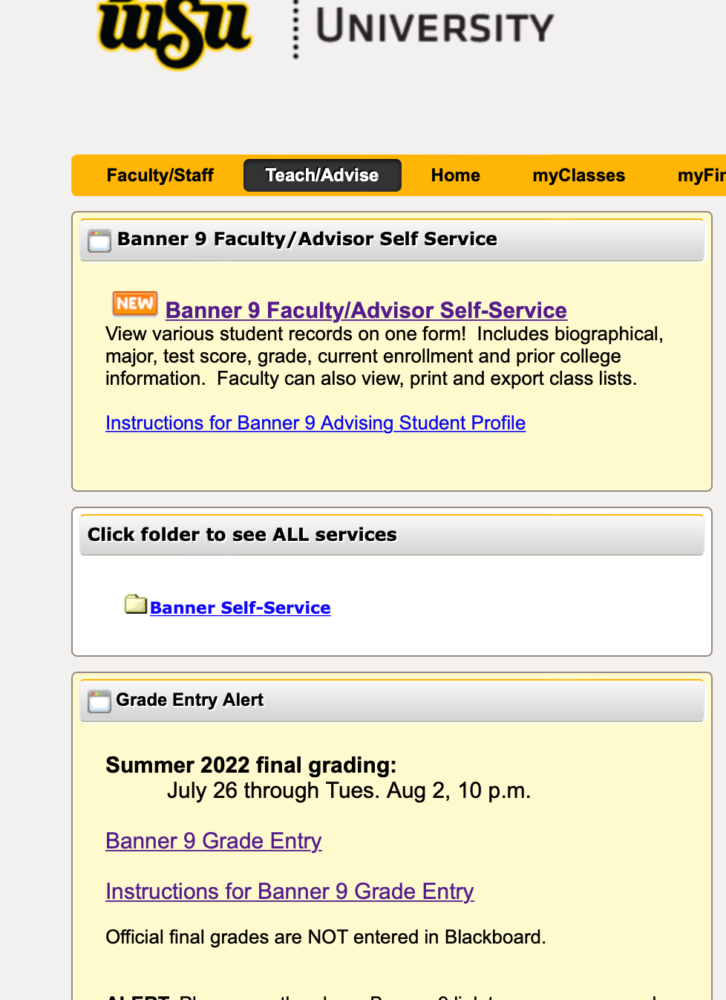 wsu
UNIVERSITY
Faculty/Staff Teach/Advise Home myClasses myFin
Banner 9 Faculty/Advisor Self Service
NEW Banner 9 Faculty/Advisor Self-Service
View various student records on one form! Includes biographical,
major, test score, grade, current enrollment and prior college
information. Faculty can also view, print and export class lists.
Instructions for Banner 9 Advising Student Profile
Click folder to see ALL services
Banner Self-Service
Grade Entry Alert
Summer 2022 final grading:
July 26 through Tues. Aug 2, 10 p.m.
Banner 9 Grade Entry
Instructions for Banner 9 Grade Entry
Official final grades are NOT entered in Blackboard.